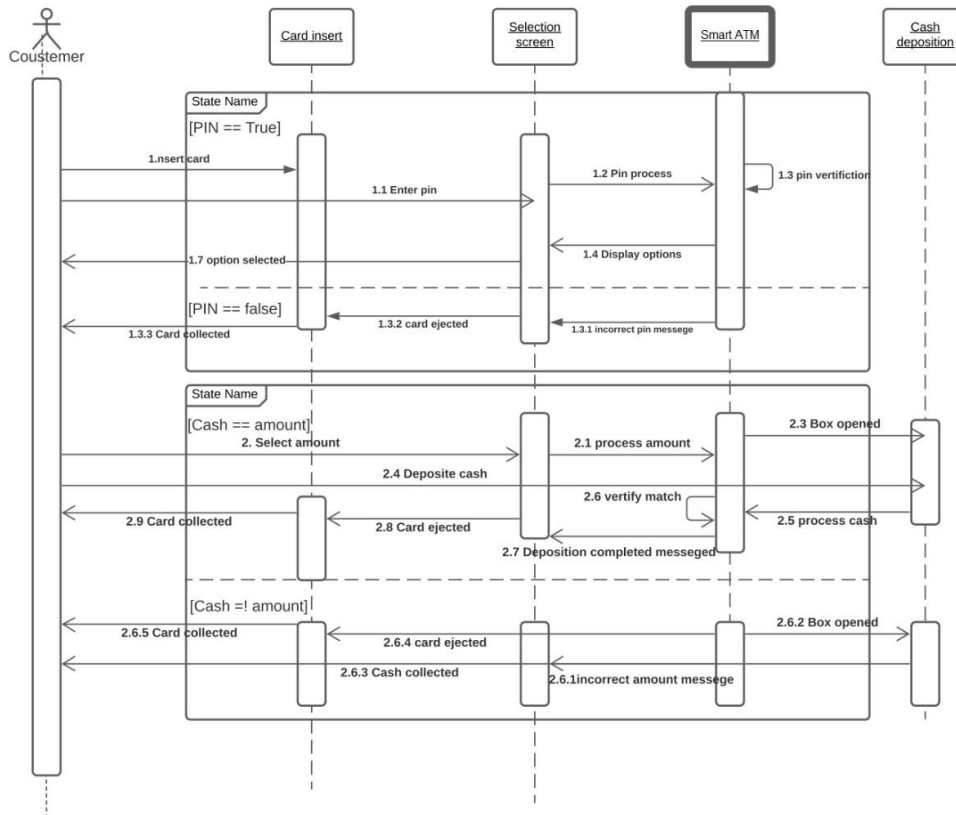 Coustemer
Card insert
Selection
screen
Smart ATM
Cash
deposition
State Name
[PIN == True]
1.nsert card
1.1 Enter pin
1.2 Pin process
1.3 pin vertifiction
1.4 Display options
1.7 option selected
[PIN == false]
1.3.3 Card collected
1.3.2 card ejected
1.3.1 incorrect pin messege
State Name
[Cash == amount]
2. Select amount
2.1 process amount
2.3 Box opened
2.4 Deposite cash
2.6 vertify match
2.9 Card collected
2.8 Card ejected
2.5 process cash
2.7 Deposition completed messeged
[Cash =! amount]
2.6.5 Card collected
2.6.4 card ejected
2.6.2 Box opened
2.6.3 Cash collected
2.6.1incorrect amount messege